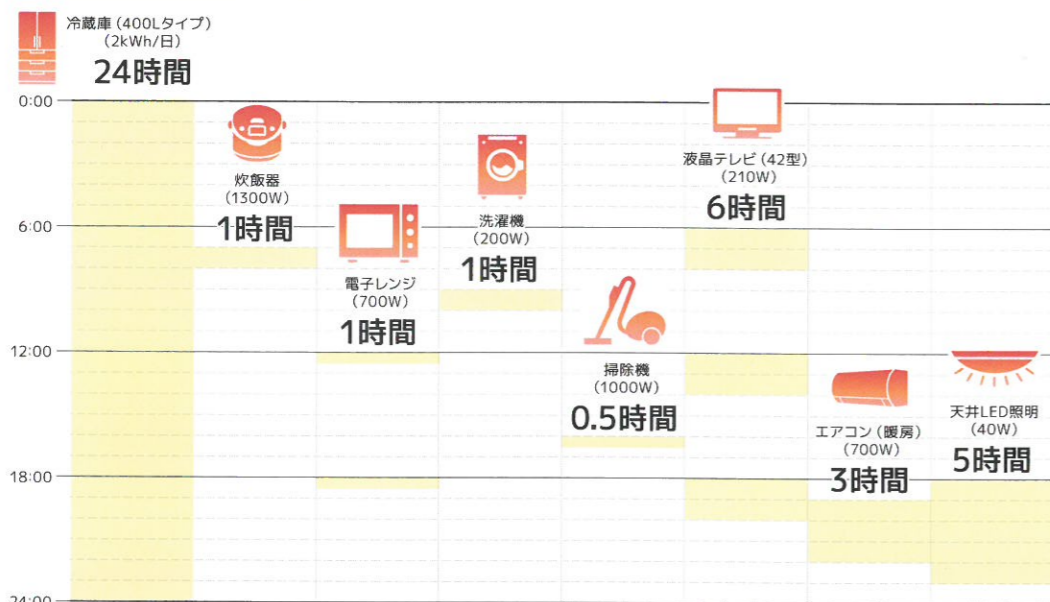 冷蔵庫（400Lタイプ）
（2kWh/日）
24時間
0:00
炊飯器
（1300W）
1時間
液晶テレビ（42型）
（210W）
6時間
6:00
洗濯機
（200W）
1時間
電子レンジ
（700W）
1時間
12:00
掃除機
（1000W）
0.5時間
エアコン（暖房）
（700W）
3時間
天井LED照明
（40W）
5時間
18:00
24:00